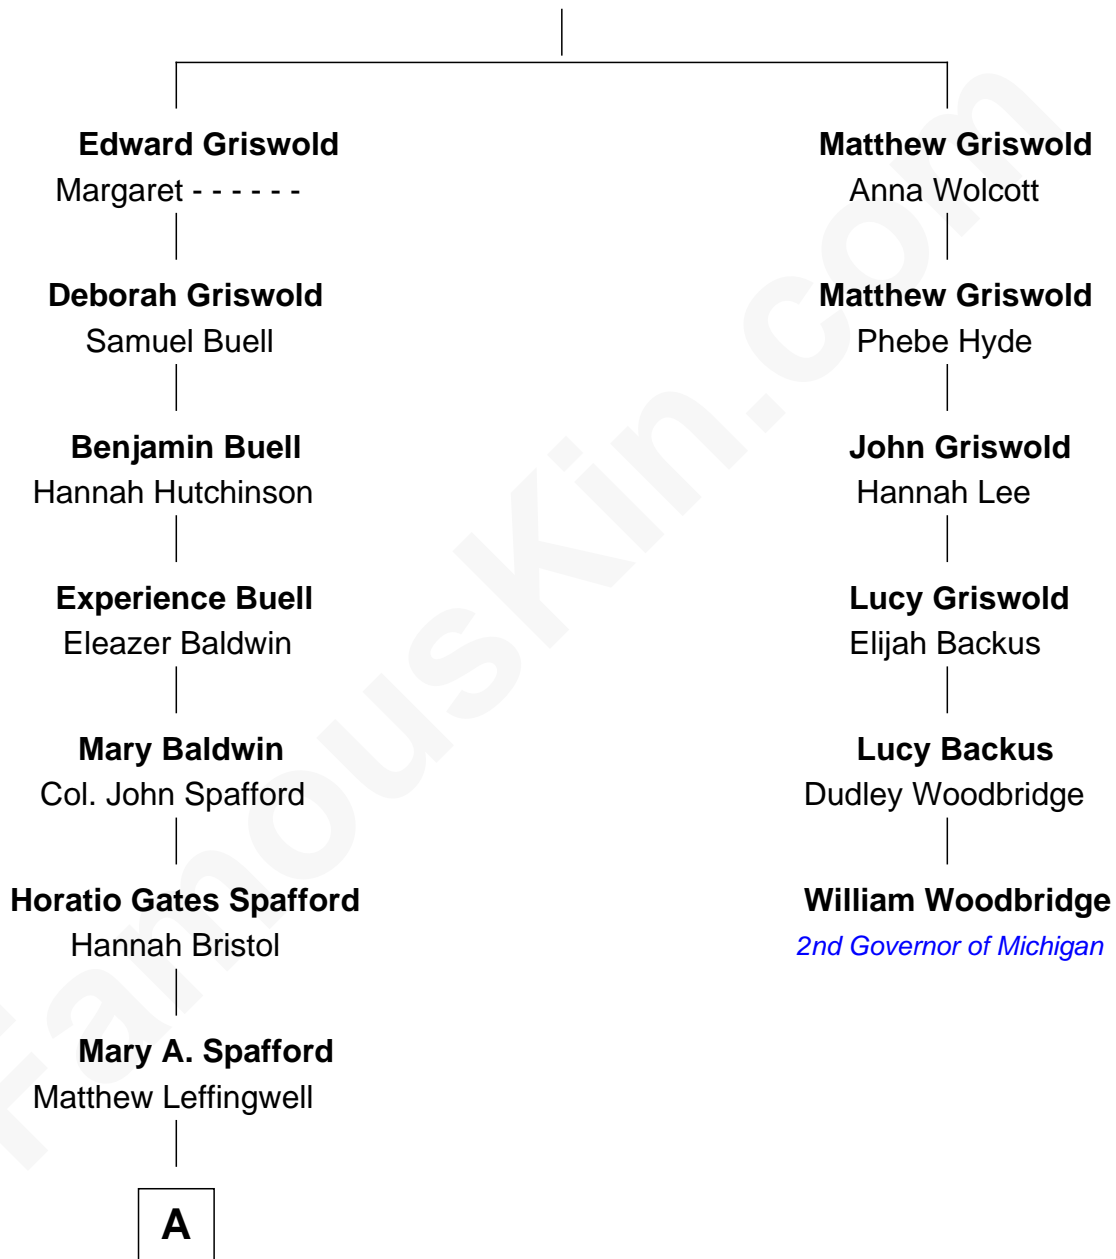 Edward Griswold
Margaret - - - - - -
Matthew Griswold
Anna Wolcott
Deborah Griswold
Samuel Buell
Matthew Griswold
Phebe Hyde
Benjamin Buell
Hannah Hutchinson
John Griswold
Hannah Lee
Experience Buell
Eleazer Baldwin
Lucy Griswold
Elijah Backus
Mary Baldwin
Col. John Spafford
Lucy Backus
Dudley Woodbridge
Horatio Gates Spafford
Hannah Bristol
William Woodbridge
2nd Governor of Michigan
Mary A. Spafford
Matthew Leffingwell
A
FamousKin.com